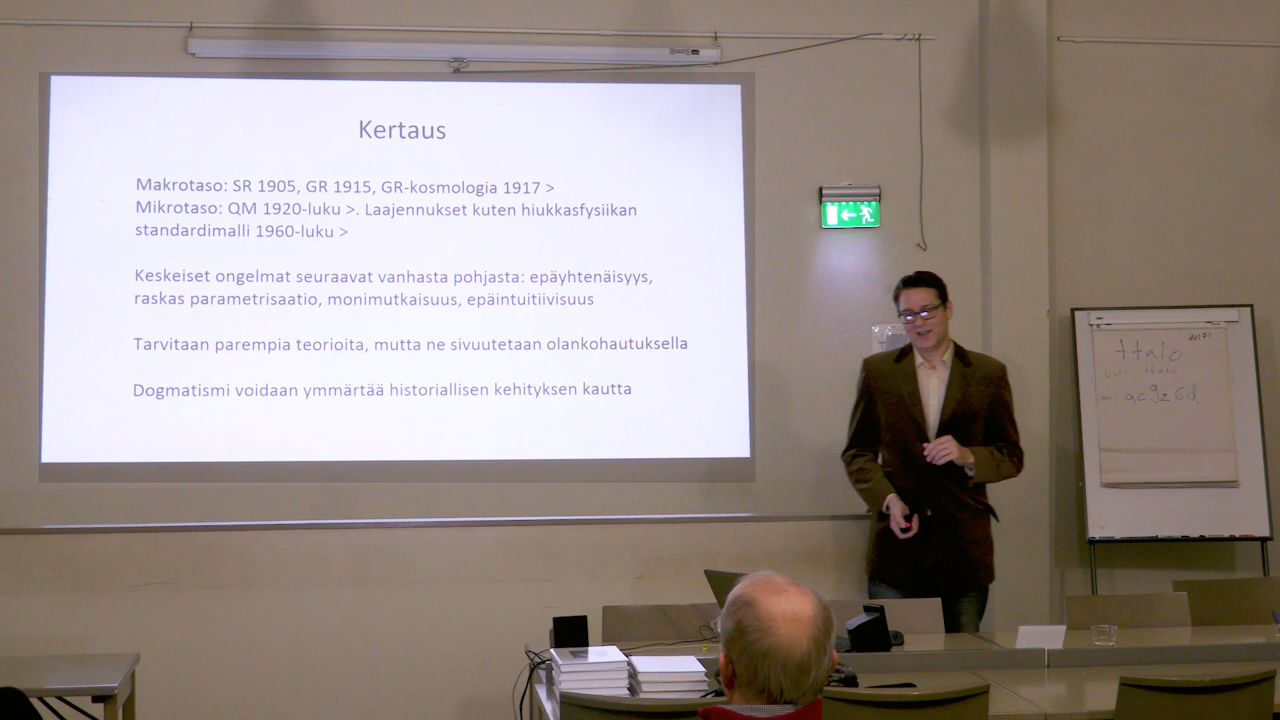 Kertaus
Makrotaso: SR 1905, GR 1915, GR-kosmologia 1917 >
Mikrotaso: QM 1920-luku >. Laajennukset kuten hiukkasfysiikan
standardimalli 1960-luku >
Keskeiset ongelmat seuraavat vanhasta pohjasta: epäyhtenäisyys,
raskas parametrisaatio, monimutkaisuus, epäintuitiivisuus
Tarvitaan parempia teorioita, mutta ne sivuutetaan olankohautuksella
Dogmatismi voidaan ymmärtää historiallisen kehityksen kautta
WiFi
ttalo